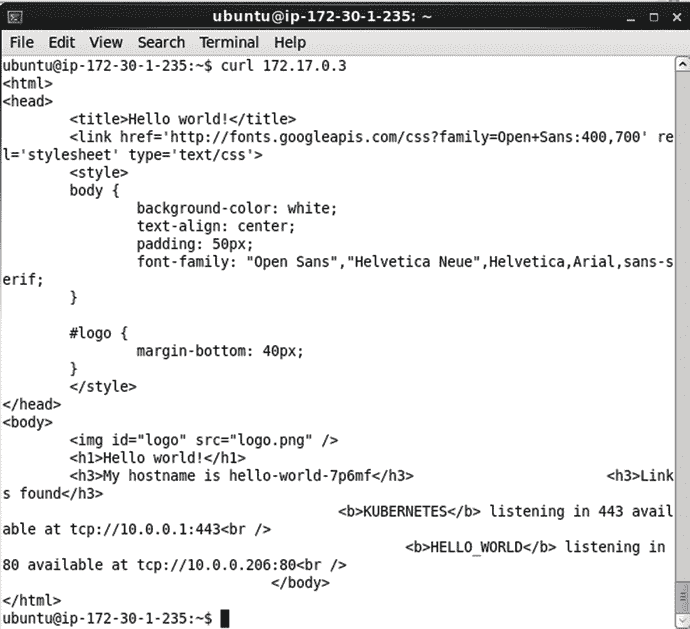 ubuntu@ip-172-30-1-235: ~
File Edit View Search Terminal Help
ubuntu@ip-172-30-1-235:~$ curl 172.17.0.3
<html>
<head>
        <title>Hello world!</title>
        <link href='http://fonts.googleapis.com/css?family=Open+Sans:400,700' re
l='stylesheet' type='text/css'>
        <style>
        body {
                background-color: white;
                text-align: center;
                padding: 50px;
                font-family: "Open Sans","Helvetica Neue",Helvetica,Arial,sans-s
erif;
        }

        #logo {
                margin-bottom: 40px;
        }
        </style>
</head>
<body>
        <img id="logo" src="logo.png" />
        <h1>Hello world!</h1>
        <h3>My hostname is hello-world-7p6mf</h3>                       <h3>Link
s found</h3>
                                        <b>KUBERNETES</b> listening in 443 avail
able at tcp://10.0.0.1:443<br />
                                                <b>HELLO_WORLD</b> listening in
80 available at tcp://10.0.0.206:80<br />
                                </body>
</html>
ubuntu@ip-172-30-1-235:~$